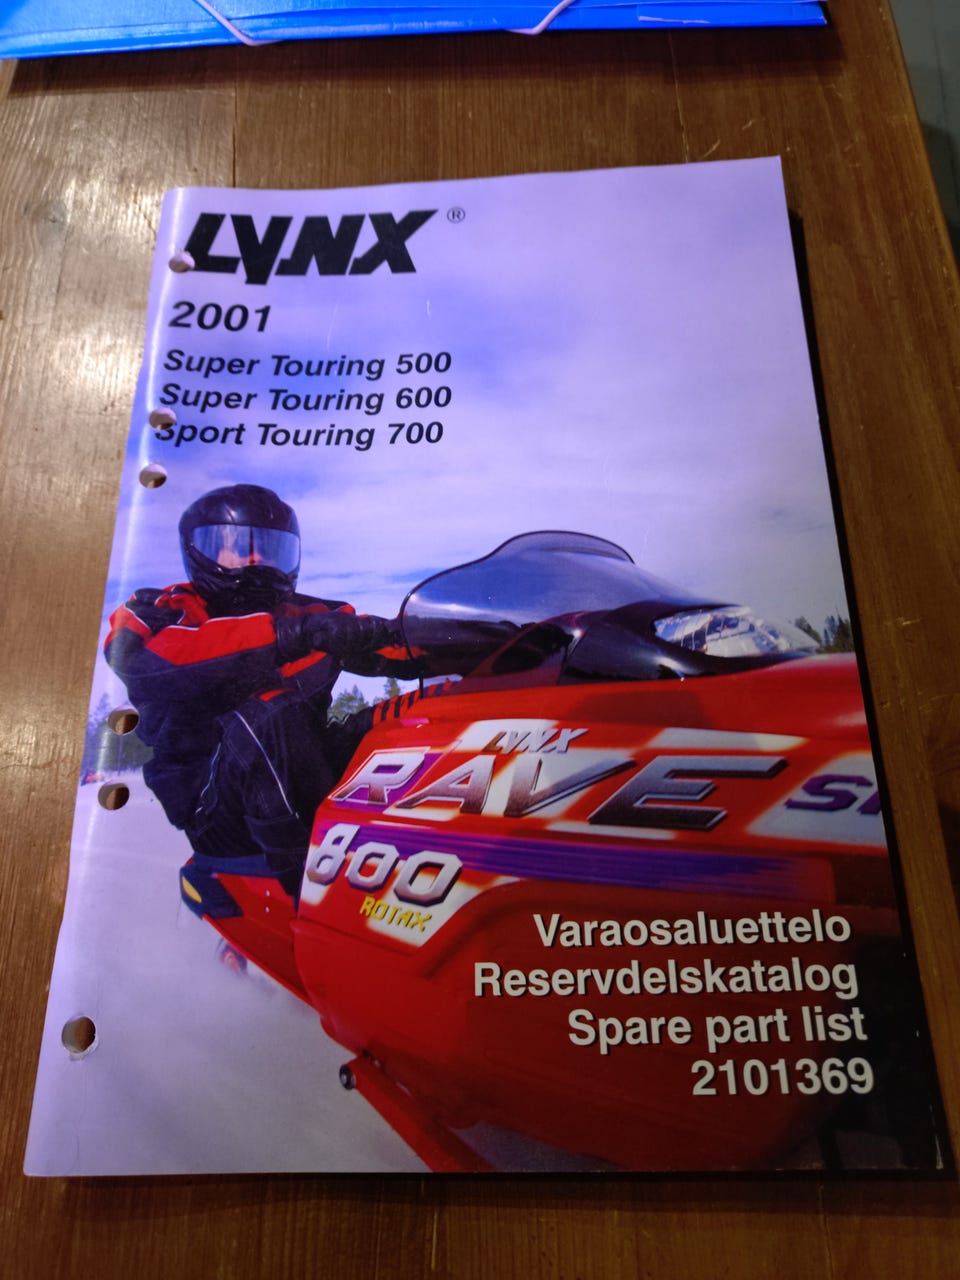 LYNX ®
2001
Super Touring 500
Super Touring 600
Sport Touring 700
LYNX
RAVE
800
ROTAX
Varaosaluettelo
Reservdelskatalog
Spare part list
2101369